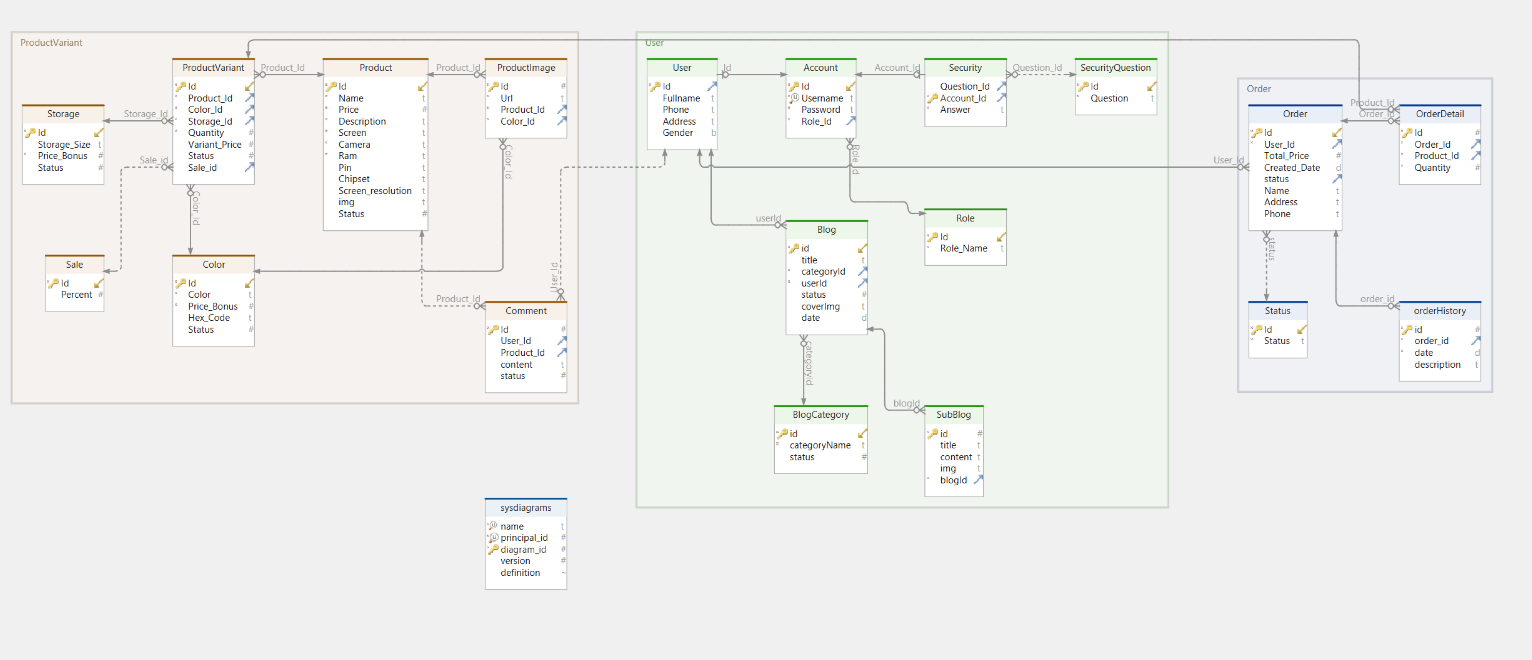 ProductVariant
ProductVariant
Id
Product_Id
Color_Id
Storage_Id
Quantity
Variant_Price
Status
Sale_id
Product_Id
Product
Id
Name
Price
Description
Screen
Camera
Ram
Pin
Chipset
Screen_resolution
img
Status
Product_Id
ProductImage
Id
Url
Product_Id
Color_Id
Storage
Id
Storage_Size
Price_Bonus
Status
Storage_Id
Sale_id
Color_id
Color_Id
Sale
Id
Percent
Color
Id
Color
Price_Bonus
Hex_Code
Status
Product_Id
User_Id
Comment
Id
User_Id
Product_Id
content
status
User
User
Id
Fullname
Phone
Address
Gender
Id
Account
Id
Username
Password
Role_Id
Account_Id
Security
Question_Id
Account_Id
Answer
Question_Id
SecurityQuestion
Id
Question
Role_Id
Role
Id
Role_Name
userId
Blog
id
title
categoryId
userId
status
coverImg
date
categoryId
BlogCategory
id
categoryName
status
blogId
SubBlog
id
title
content
img
blogId
User_Id
Order
Order
Id
User_Id
Total_Price
Created_Date
status
Name
Address
Phone
Product_Id
Order_Id
OrderDetail
Id
Order_Id
Product_Id
Quantity
status
Status
Id
Status
order_id
orderHistory
id
order_id
date
description
sysdiagrams
name
principal_id
diagram_id
version
definition